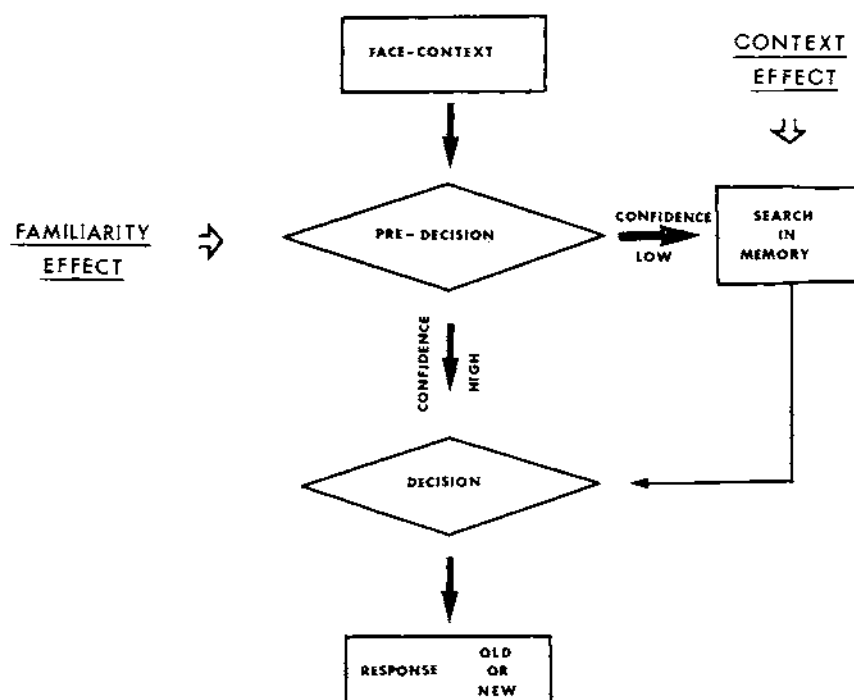 FACE-CONTEXT
CONTEXT
EFFECT
FAMILIARITY
EFFECT
PRE-DECISION
CONFIDENCE
LOW
SEARCH
IN
MEMORY
CONFIDENCE
HIGH
DECISION
RESPONSE
OLD
OR
NEW